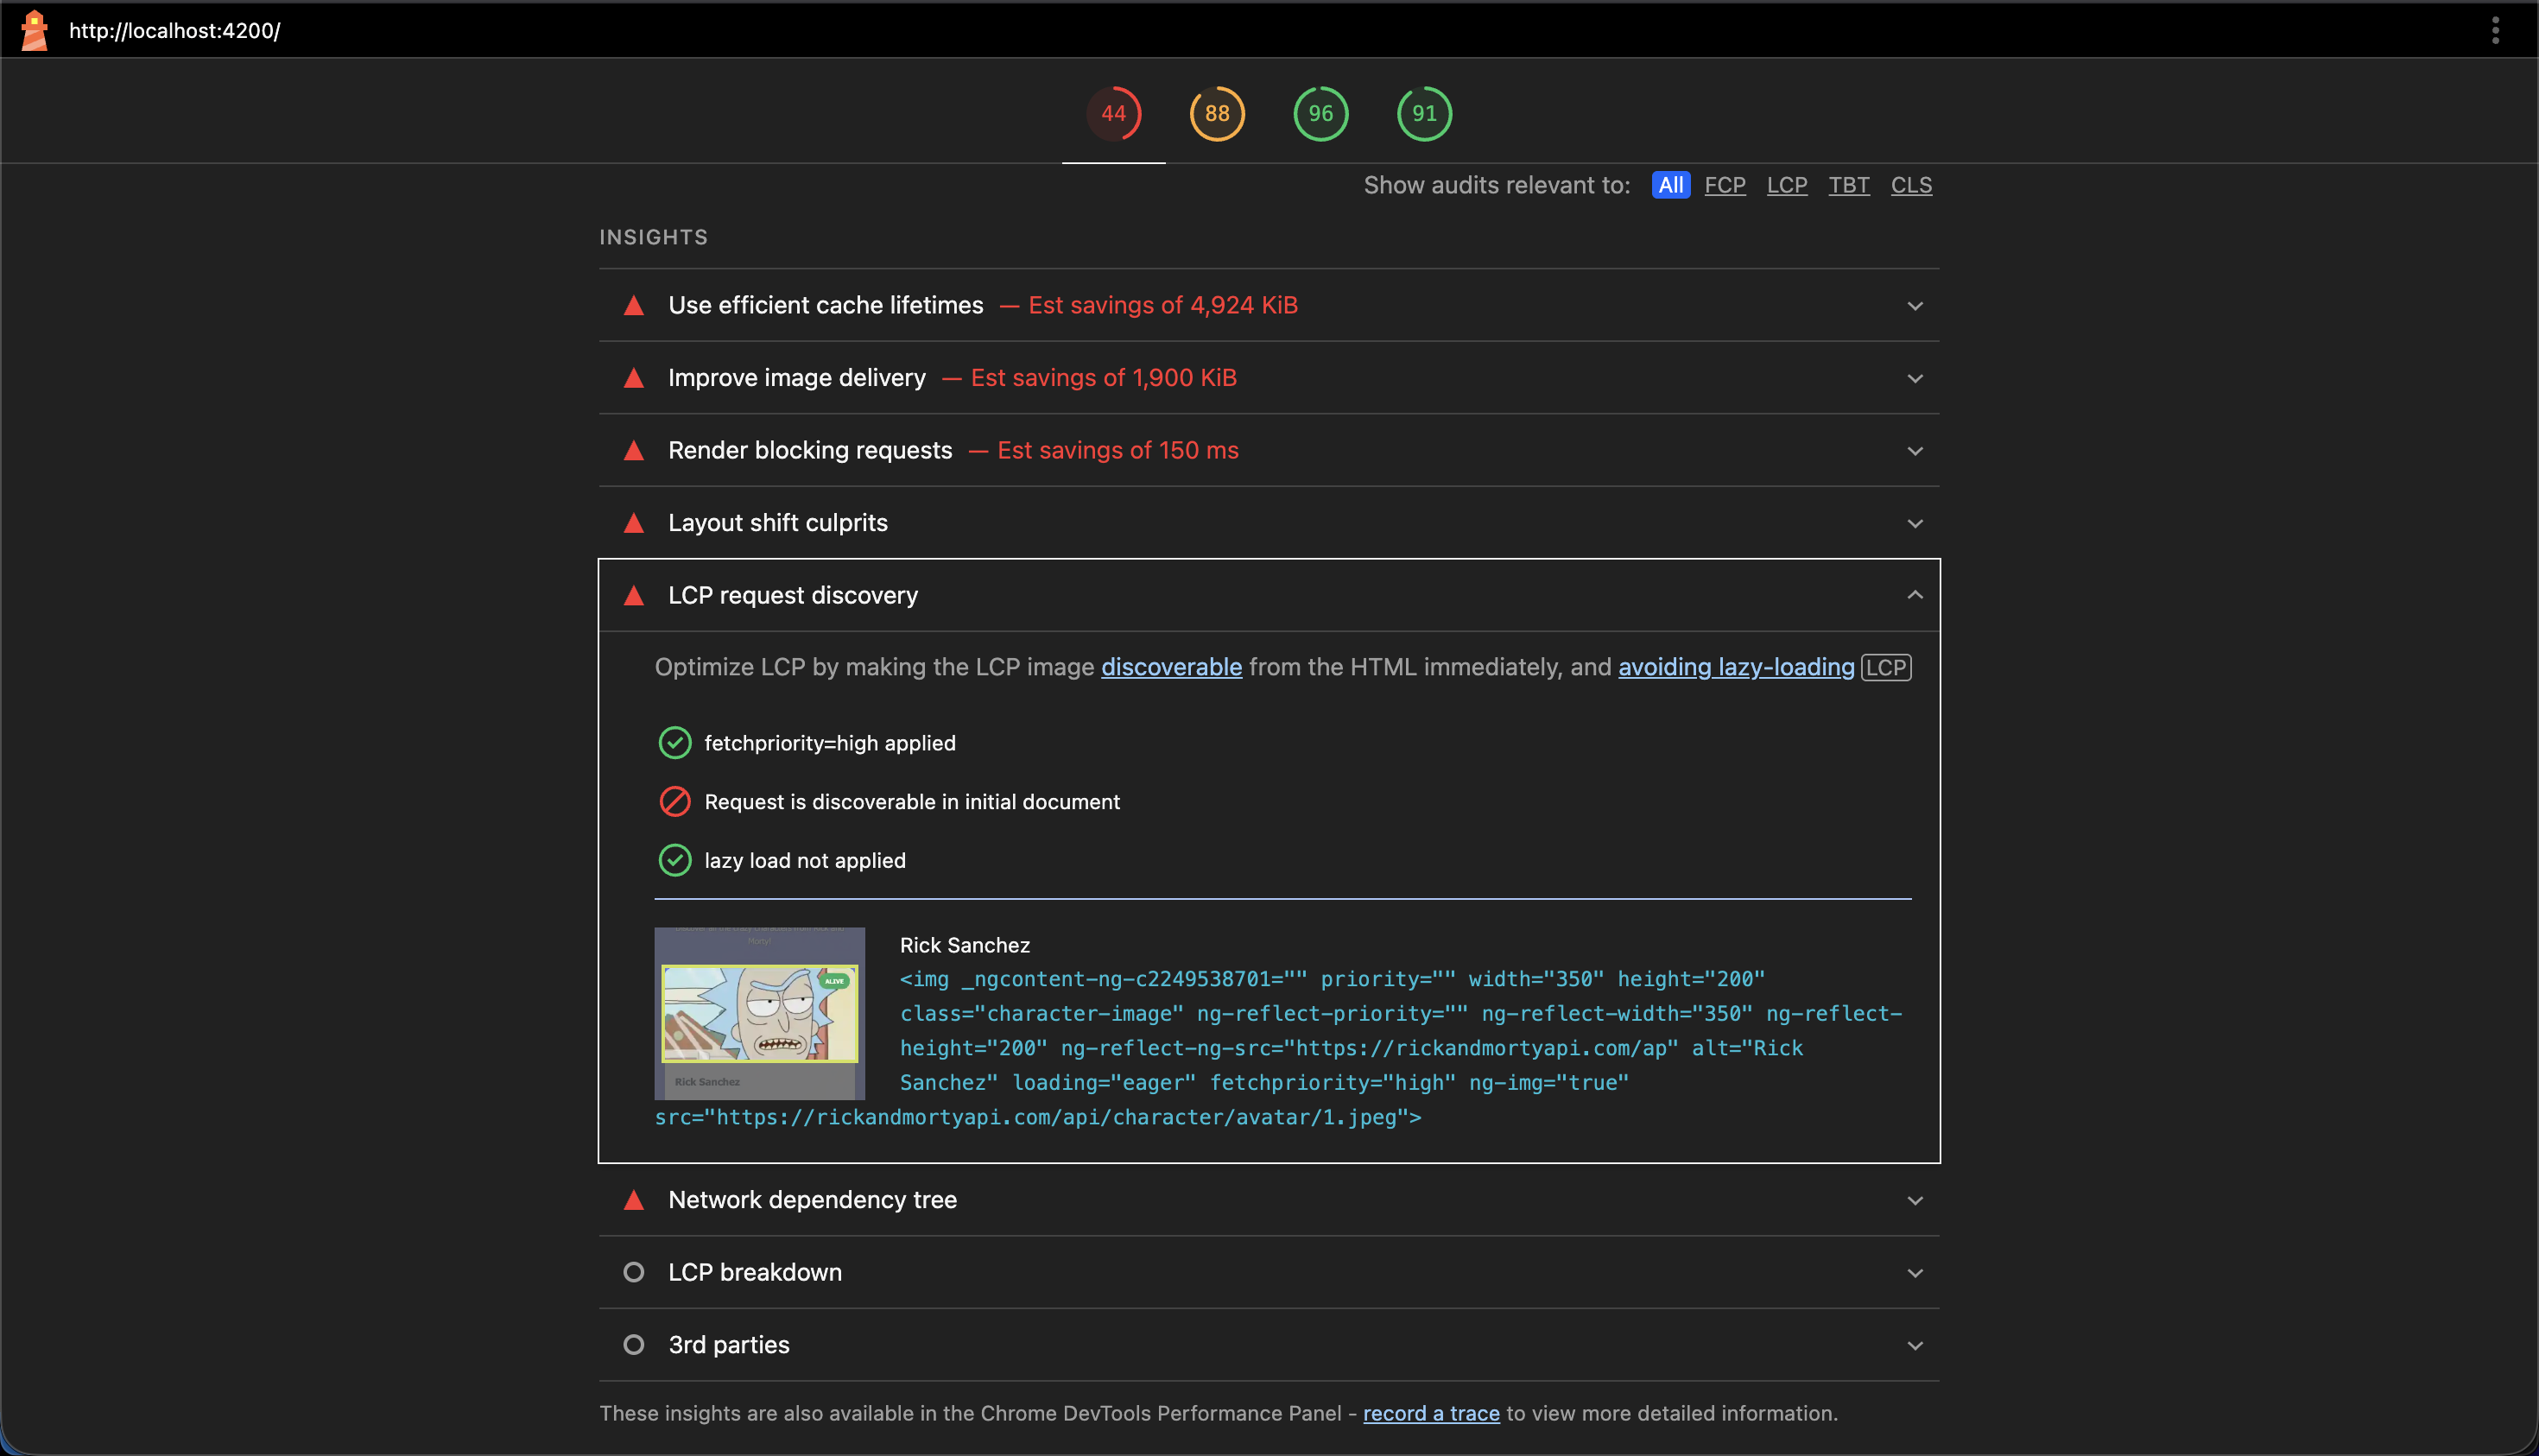 http://localhost:4200/
44 88 96 91
Show audits relevant to: All FCP LCP TBT CLS
INSIGHTS
Use efficient cache lifetimes — Est savings of 4,924 KiB
Improve image delivery — Est savings of 1,900 KiB
Render blocking requests — Est savings of 150 ms
Layout shift culprits
LCP request discovery
Optimize LCP by making the LCP image discoverable from the HTML immediately, and avoiding lazy-loading LCP
fetchpriority=high applied
Request is discoverable in initial document
lazy load not applied
Morty!
ALIVE
Rick Sanchez
Rick Sanchez
<img _ngcontent-ng-c2249538701="" priority="" width="350" height="200"
class="character-image" ng-reflect-priority="" ng-reflect-width="350" ng-reflect-
height="200" ng-reflect-ng-src="https://rickandmortyapi.com/ap" alt="Rick
Sanchez" loading="eager" fetchpriority="high" ng-img="true"
src="https://rickandmortyapi.com/api/character/avatar/1.jpeg">
Network dependency tree
LCP breakdown
3rd parties
These insights are also available in the Chrome DevTools Performance Panel - record a trace to view more detailed information.